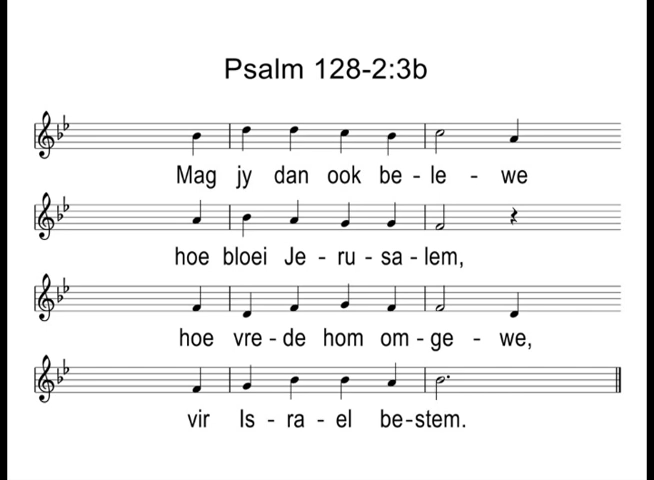 Psalm 128-2:3b
Mag jy dan ook be - le - we
hoe bloei Je - ru - sa - lem,
hoe vre - de hom om - ge - we,
vir Is - ra - el be - stem.